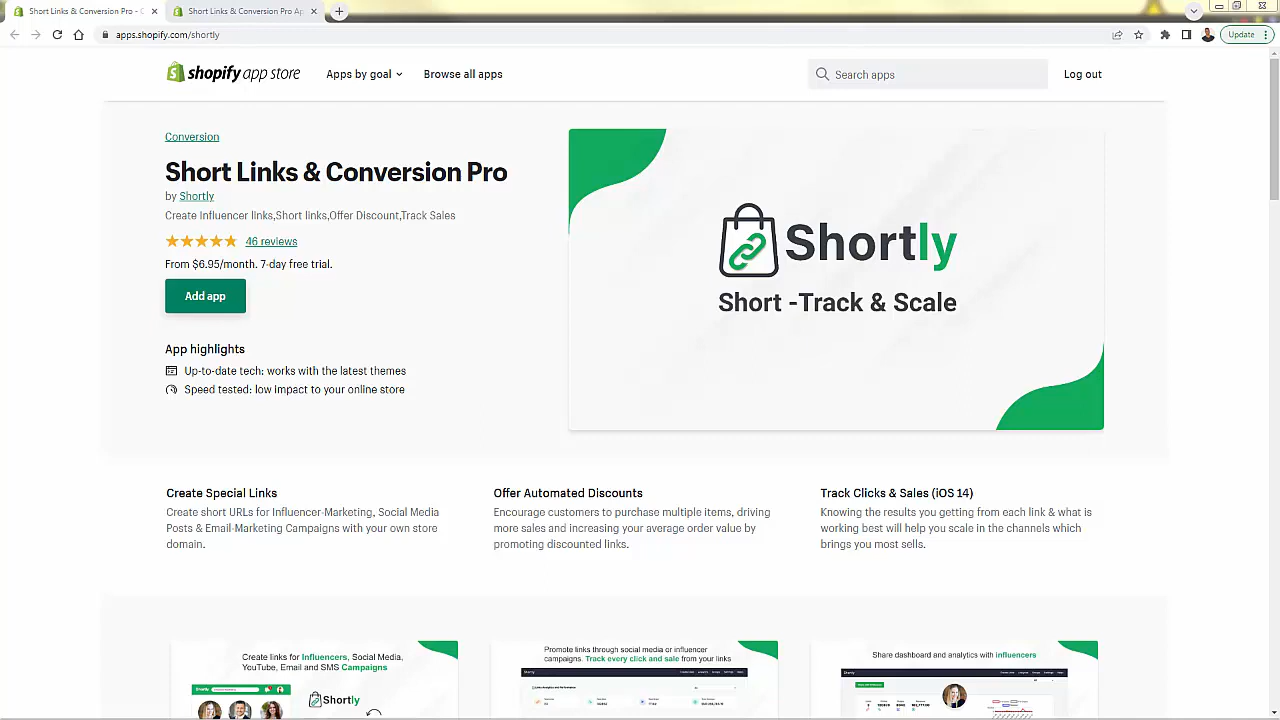 Short Links & Conversion Pro - C
Short Links & Conversion Pro Ap
apps.shopify.com/shortly
Update
shopify app store
Apps by goal
Browse all apps
Search apps
Log out
Conversion
Short Links & Conversion Pro
by Shortly
Create Influencer links,Short links,Offer Discount,Track Sales
46 reviews
From $6.95/month. 7-day free trial.
Add app
App highlights
Up-to-date tech: works with the latest themes
Speed tested: low impact to your online store
Shortly
Short -Track & Scale
Create Special Links
Create short URLs for Influencer-Marketing, Social Media
Posts & Email-Marketing Campaigns with your own store
domain.
Offer Automated Discounts
Encourage customers to purchase multiple items, driving
more sales and increasing your average order value by
promoting discounted links.
Track Clicks & Sales (iOS 14)
Knowing the results you getting from each link & what is
working best will help you scale in the channels which
brings you most sells.
Create links for Influencers, Social Media,
YouTube, Email and SMS Campaigns
Shortly
Promote links through social media or influencer
campaigns. Track every click and sale from your links
Share dashboard and analytics with influencers